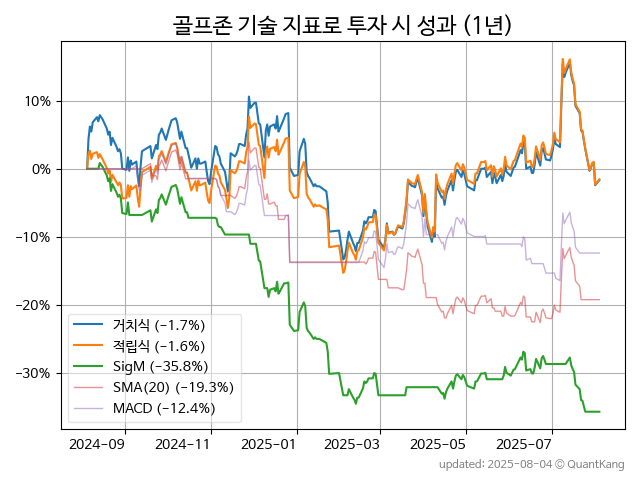 골프존 기술 지표로 투자 시 성과 (1년)
10%
0%
−10%
−20%
−30%
거치식 (−1.7%)
적립식 (−1.6%)
SigM (−35.8%)
SMA(20) (−19.3%)
MACD (−12.4%)
2024-09 2024-11 2025-01 2025-03 2025-05 2025-07
updated: 2025-08-04 © QuantKang